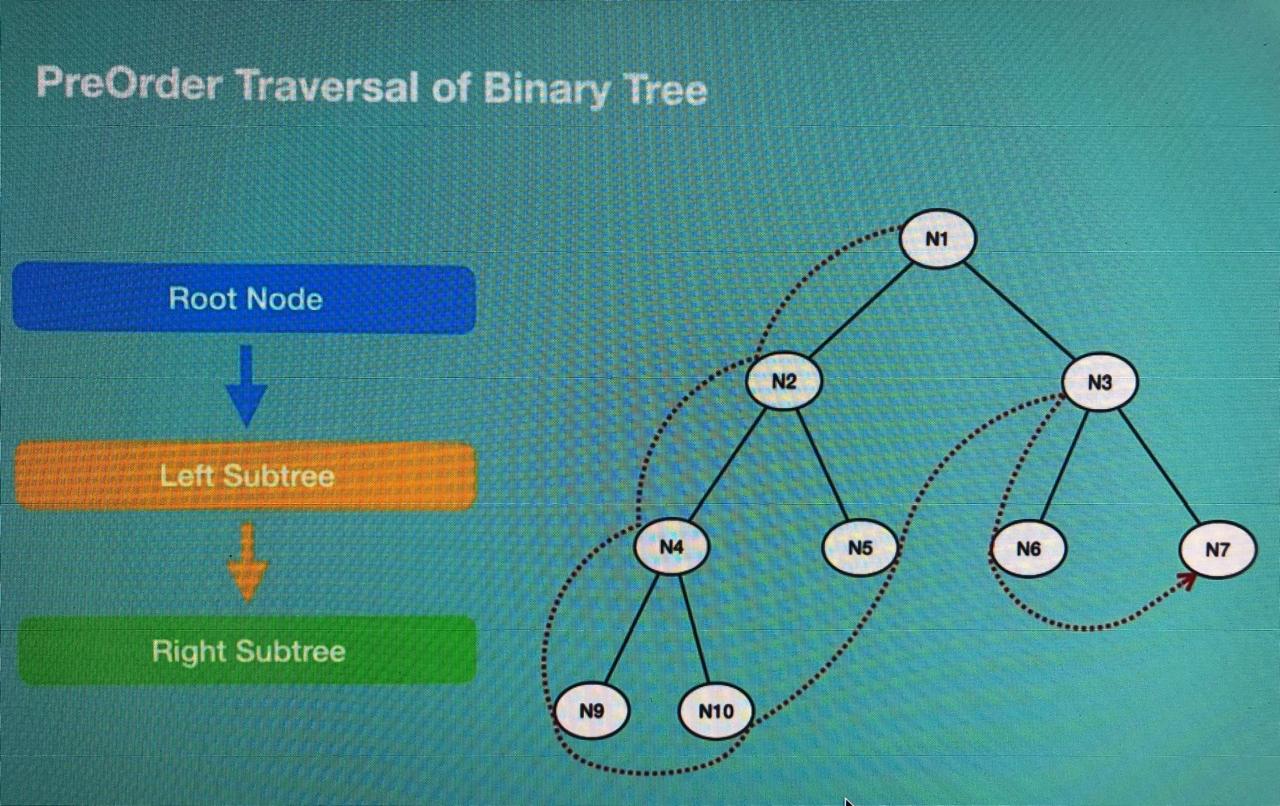 PreOrder Traversal of Binary Tree
Root Node
Left Subtree
Right Subtree
N1
N2
N3
N4
N5
N6
N7
N9
N10